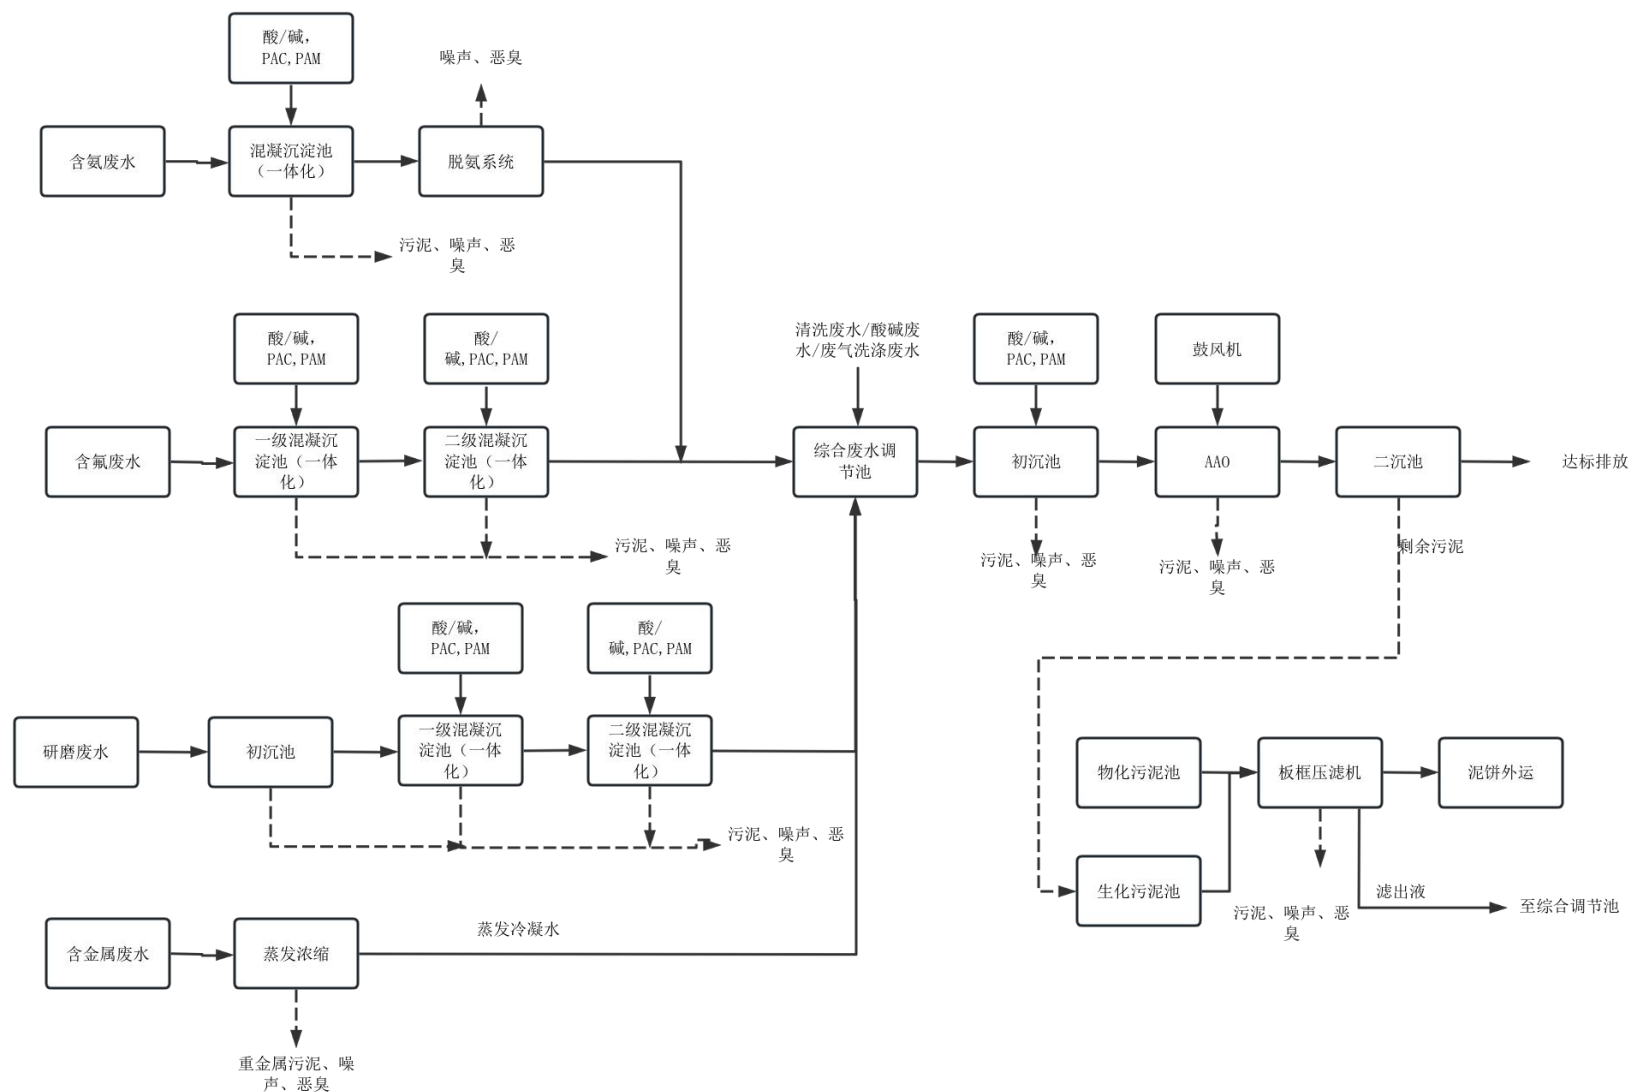 酸/碱，
PAC,PAM
噪声、恶臭
含氨废水
混凝沉淀池
（一体化）
脱氨系统
污泥、噪声、恶
臭
酸/碱，
PAC,PAM
酸/
碱,PAC,PAM
清洗废水/酸碱废
水/废气洗涤废水
酸/碱，
PAC,PAM
鼓风机
含氟废水
一级混凝沉
淀池（一体
化）
二级混凝沉
淀池（一体
化）
综合废水调
节池
初沉池
AAO
二沉池
达标排放
污泥、噪声、恶
臭
污泥、噪声、恶
臭
污泥、噪声、恶
臭
剩余污泥
酸/碱，
PAC,PAM
酸/
碱,PAC,PAM
研磨废水
初沉池
一级混凝沉
淀池（一体
化）
二级混凝沉
淀池（一体
化）
污泥、噪声、恶
臭
物化污泥池
板框压滤机
泥饼外运
生化污泥池
滤出液
至综合调节池
污泥、噪声、恶
臭
含金属废水
蒸发浓缩
蒸发冷凝水
重金属污泥、噪
声、恶臭